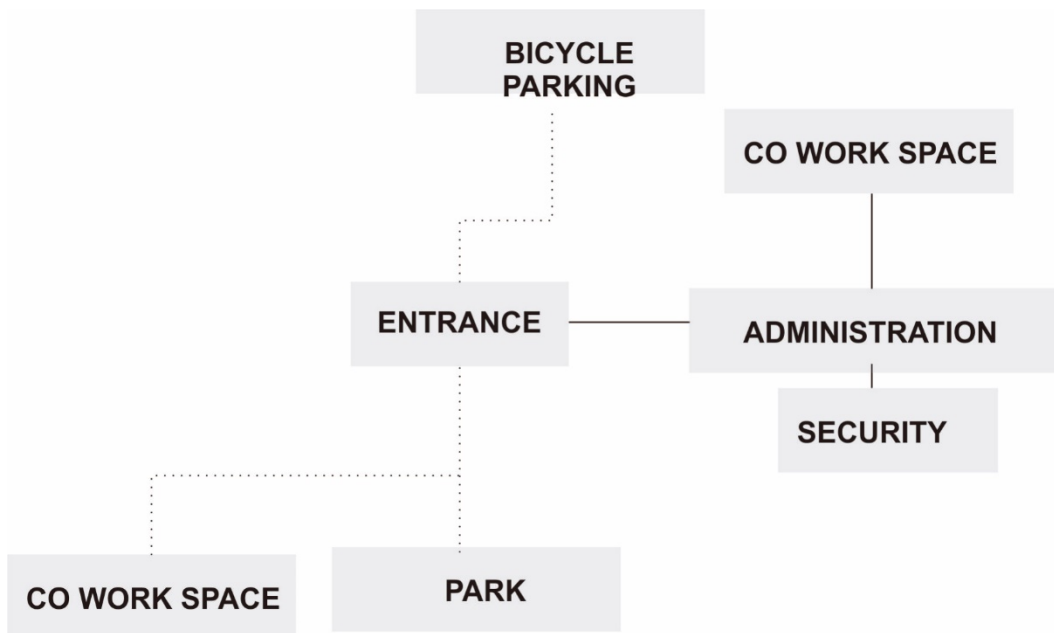 BICYCLE
PARKING
CO WORK SPACE
ENTRANCE
ADMINISTRATION
SECURITY
CO WORK SPACE
PARK